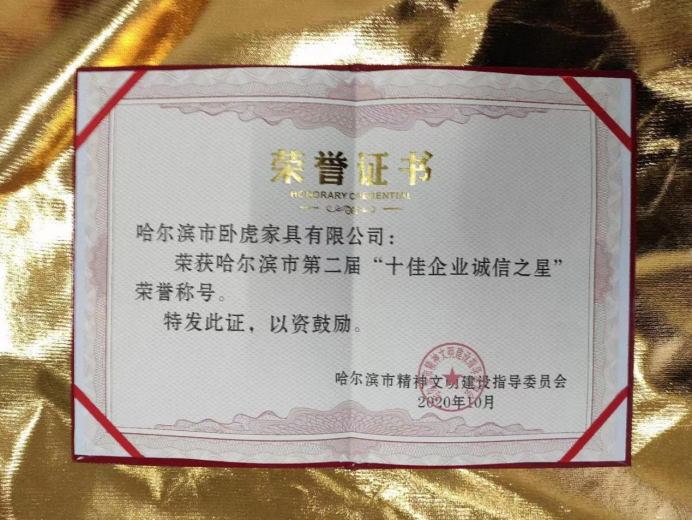 荣誉证书
HONORARY CREDENTIAL
哈尔滨市卧虎家具有限公司：
荣获哈尔滨市第二届“十佳企业诚信之星”
荣誉称号。
特发此证，以资鼓励。
哈尔滨市精神文明建设指导委员会
2020年10月